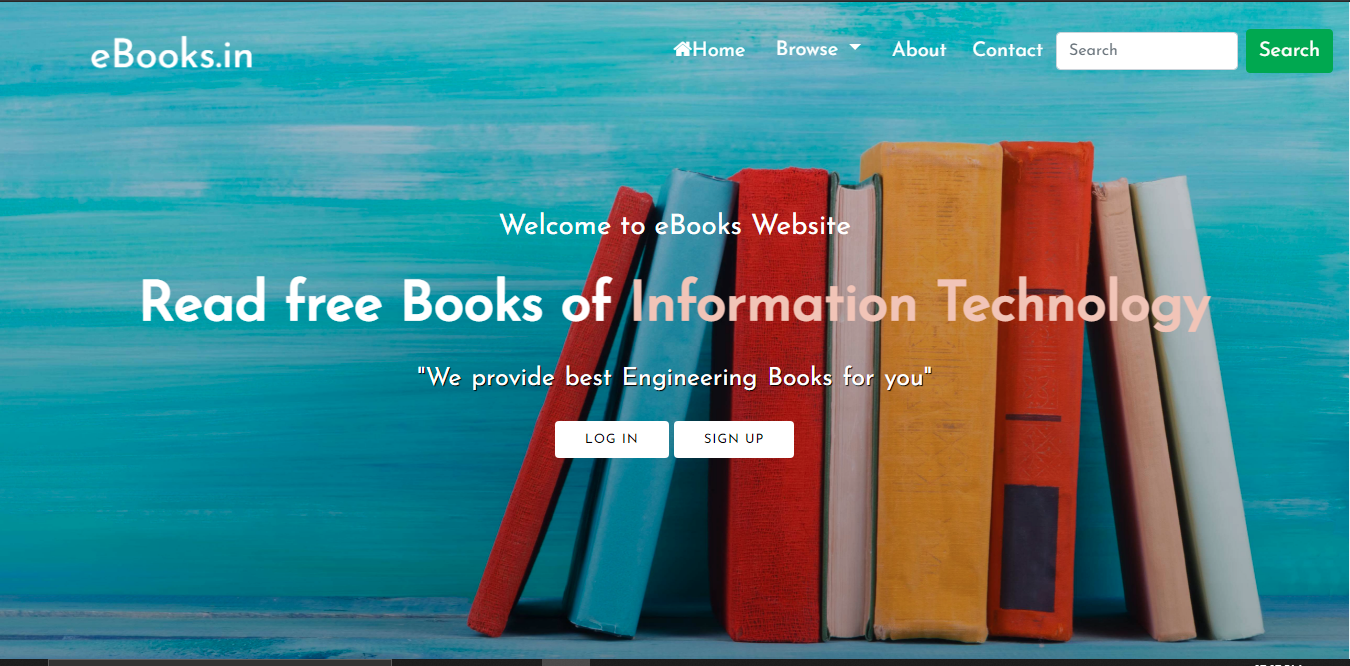 eBooks.in
Home Browse About Contact Search Search
Welcome to eBooks Website
Read free Books of Information Technology
"We provide best Engineering Books for you"
LOG IN SIGN UP